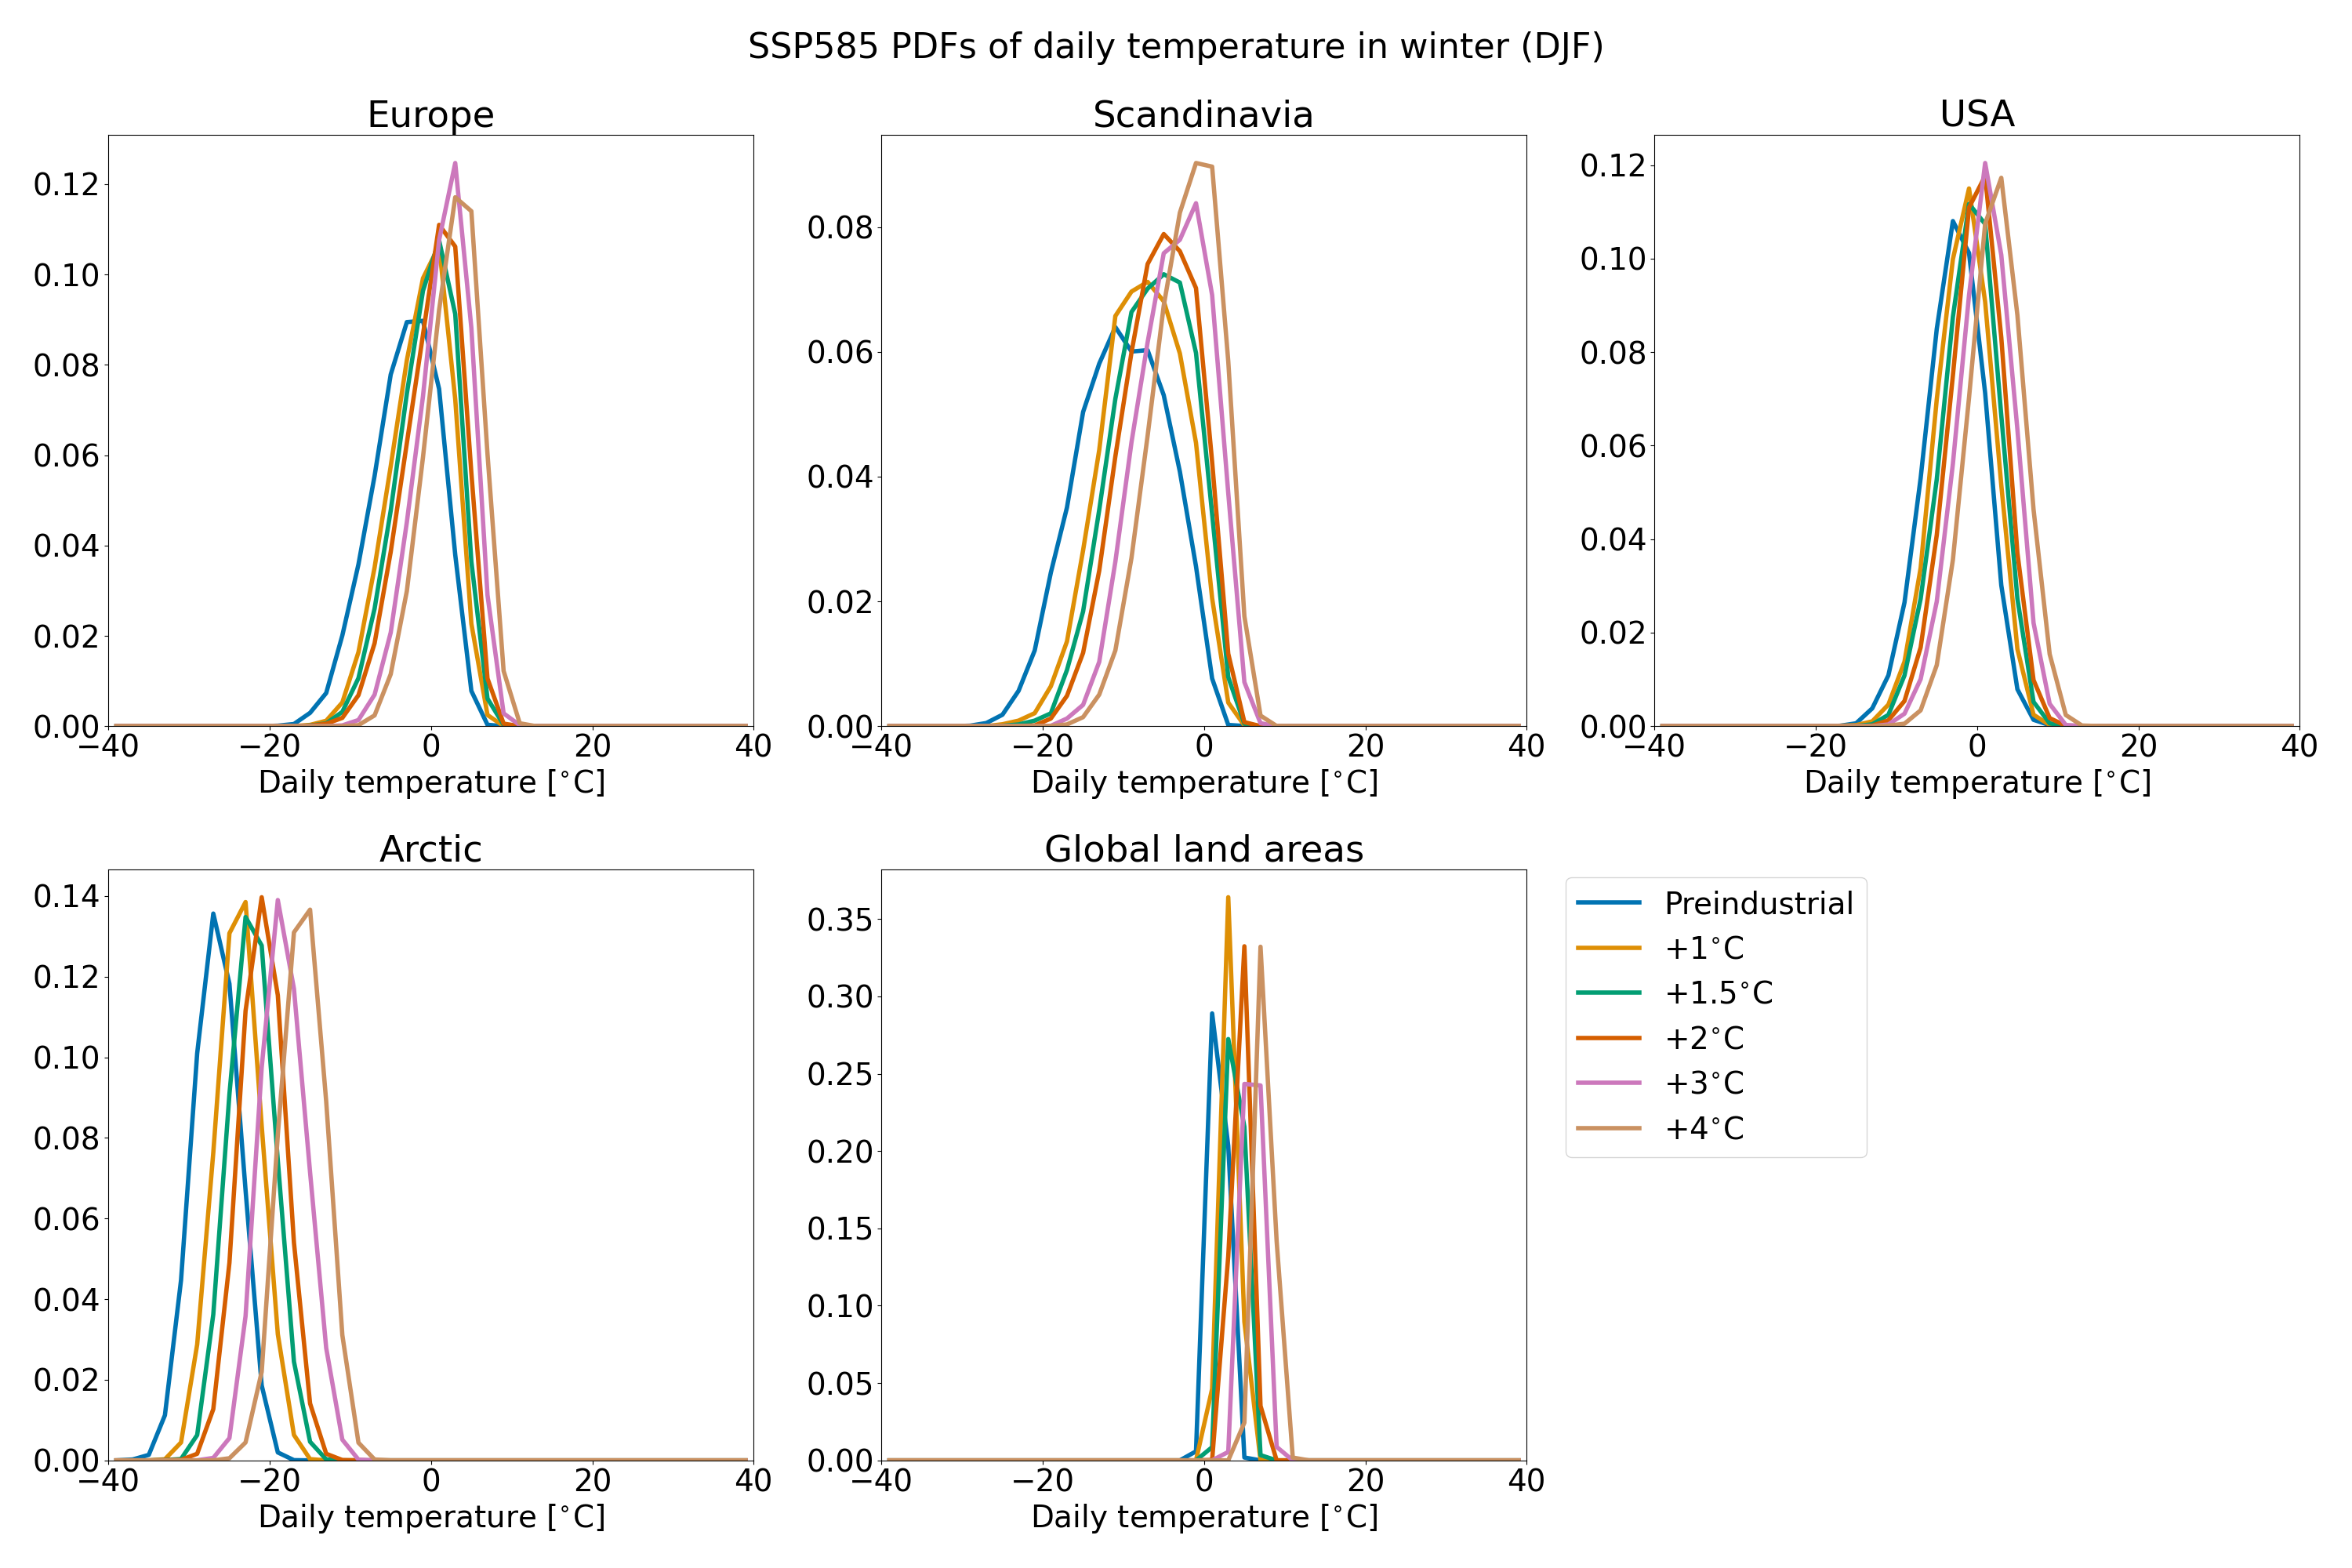 SSP585 PDFs of daily temperature in winter (DJF)
Europe
0.12
0.10
0.08
0.06
0.04
0.02
0.00
−40 −20 0 20 40
Daily temperature [°C]
Scandinavia
0.08
0.06
0.04
0.02
0.00
−40 −20 0 20 40
Daily temperature [°C]
USA
0.12
0.10
0.08
0.06
0.04
0.02
0.00
−40 −20 0 20 40
Daily temperature [°C]
Arctic
0.14
0.12
0.10
0.08
0.06
0.04
0.02
0.00
−40 −20 0 20 40
Daily temperature [°C]
Global land areas
0.35
0.30
0.25
0.20
0.15
0.10
0.05
0.00
−40 −20 0 20 40
Daily temperature [°C]
Preindustrial
+1°C
+1.5°C
+2°C
+3°C
+4°C